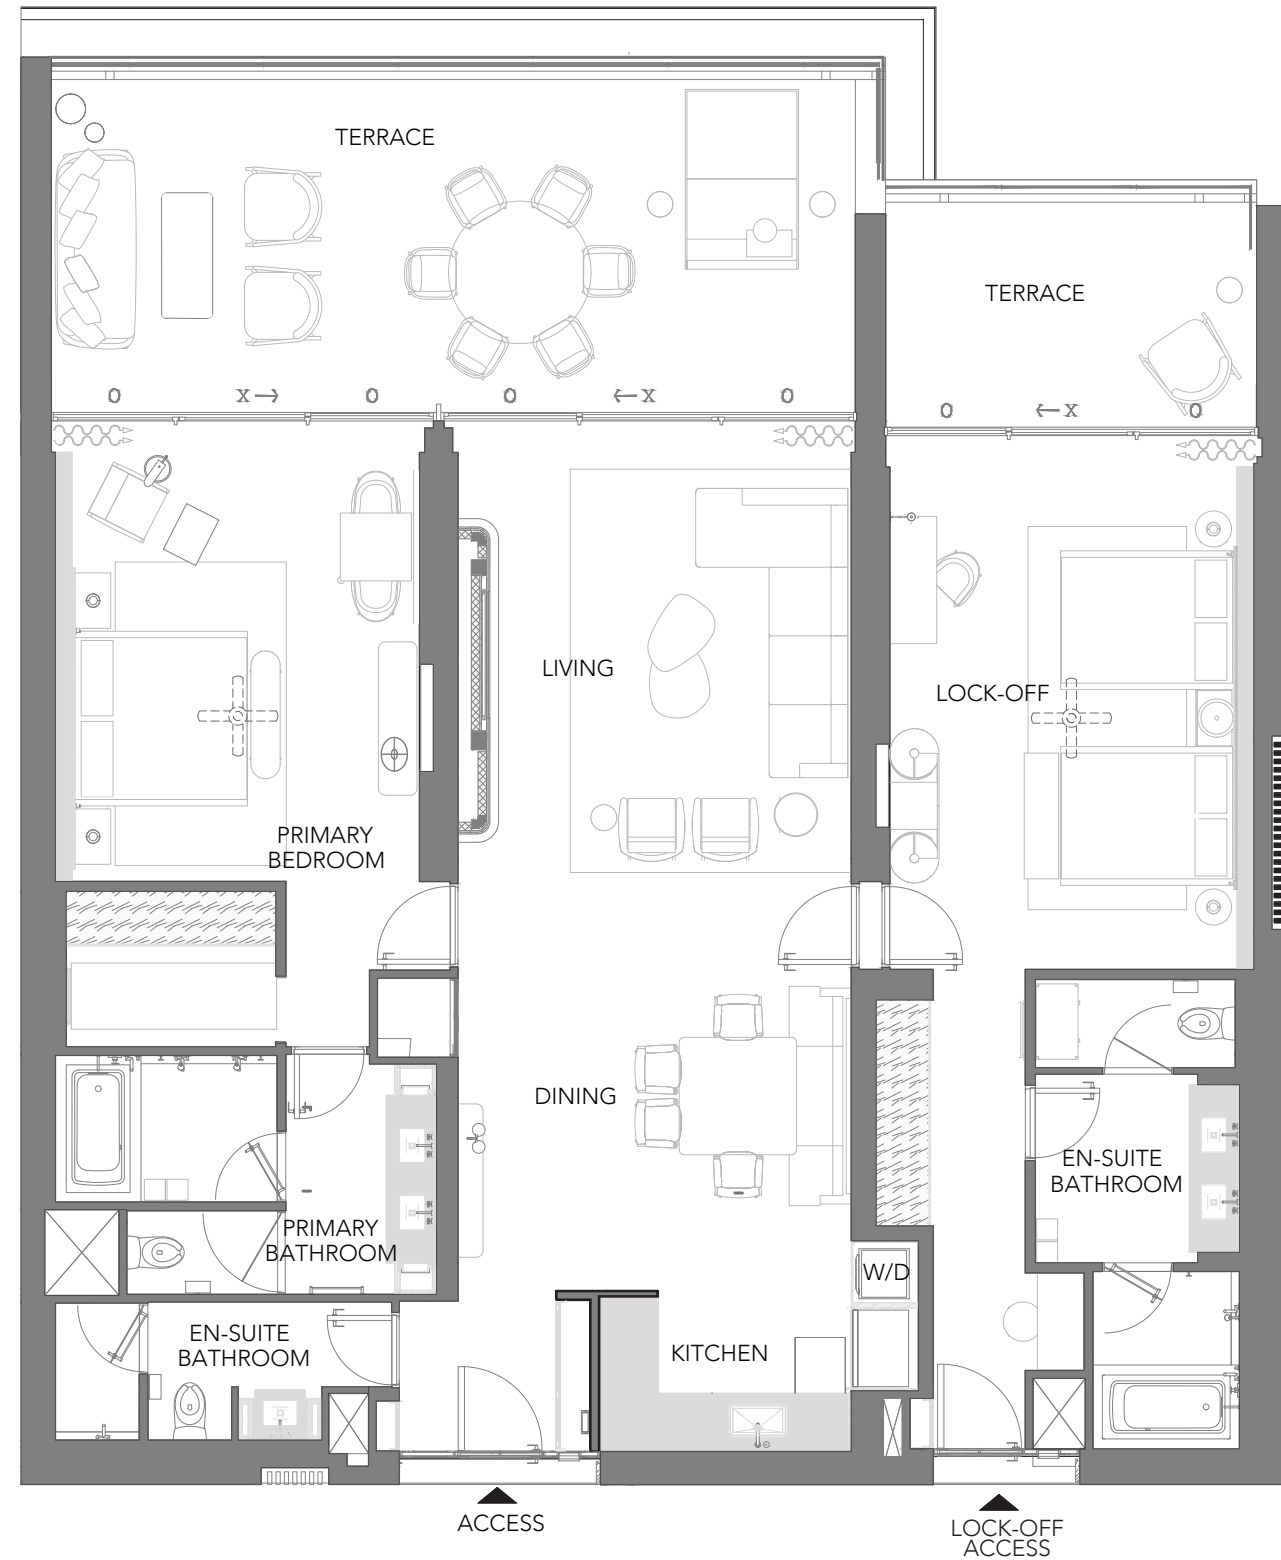 TERRACE
TERRACE
O
X→
O
O
←X
O
O
←X
O
LIVING
LOCK-OFF
PRIMARY
BEDROOM
DINING
EN-SUITE
BATHROOM
PRIMARY
BATHROOM
W/D
EN-SUITE
BATHROOM
KITCHEN
ACCESS
LOCK-OFF
ACCESS